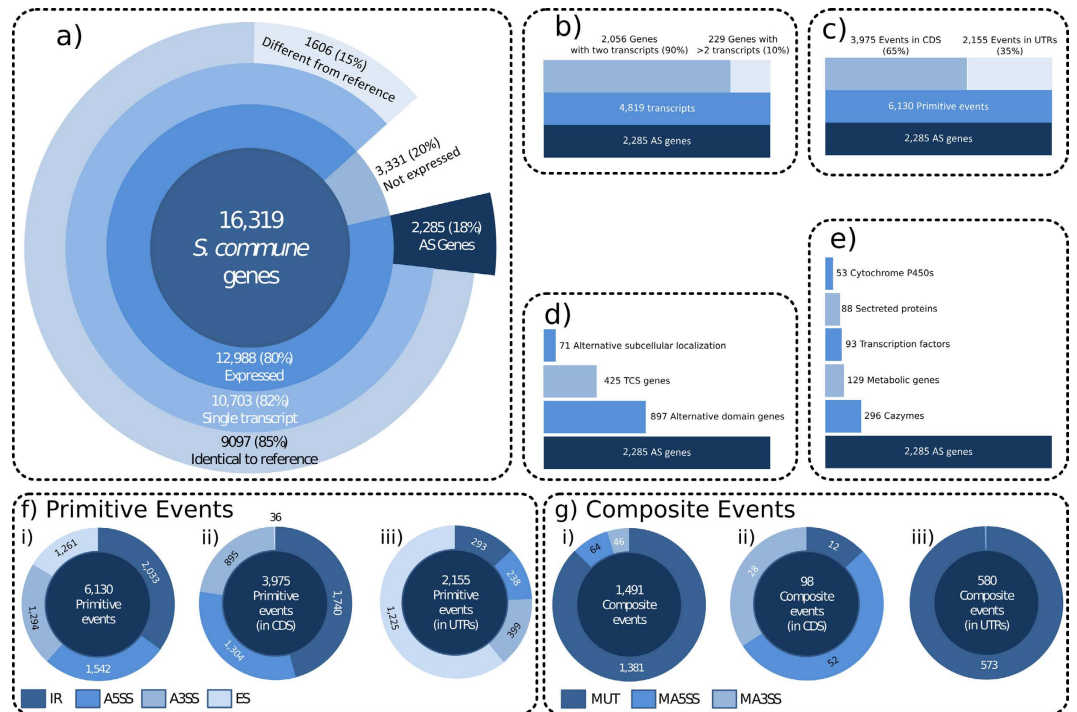 a)
1606 (15%)
Different from reference
3,331 (20%)
Not expressed
16,319
S. commune
genes
2,285 (18%)
AS Genes
12,988 (80%)
Expressed
10,703 (82%)
Single transcript
9097 (85%)
Identical to reference
b)
2,056 Genes
with two transcripts (90%)
229 Genes with
>2 transcripts (10%)
4,819 transcripts
2,285 AS genes
c)
3,975 Events in CDS
(65%)
2,155 Events in UTRs
(35%)
6,130 Primitive events
2,285 AS genes
d)
71 Alternative subcellular localization
425 TCS genes
897 Alternative domain genes
2,285 AS genes
e)
53 Cytochrome P450s
88 Sectreted proteins
93 Transcription factors
129 Metabolic genes
296 Cazymes
2,285 AS genes
f) Primitive Events
i)
1,261
2,033
1,294
1,542
6,130
Primitive
events
ii)
36
895
1,740
1,304
3,975
Primitive
events
(in CDS)
iii)
293
238
399
1,225
2,155
Primitive
events
(in UTRs)
IR
A5SS
A3SS
ES
g) Composite Events
i)
64
46
1,491
Composite
events
1,381
ii)
12
28
52
98
Composite
events
(in CDS)
iii)
580
Composite
events
(in UTRs)
573
MUT
MA5SS
MA3SS